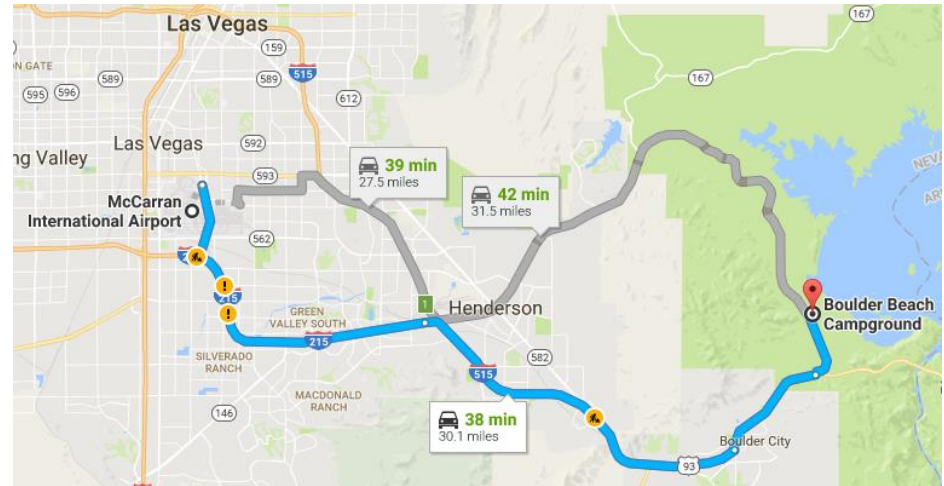 Las Vegas
167
159
ON GATE
589
589
515
167
595
596
612
Las Vegas
592
ng Valley
593
39 min
27.5 miles
42 min
31.5 miles
McCarran
International Airport
562
215
1
Henderson
GREEN
VALLEY SOUTH
215
Boulder Beach
Campground
SILVERADO
RANCH
515
582
MACDONALD
RANCH
146
38 min
30.1 miles
Boulder City
93
NEVA